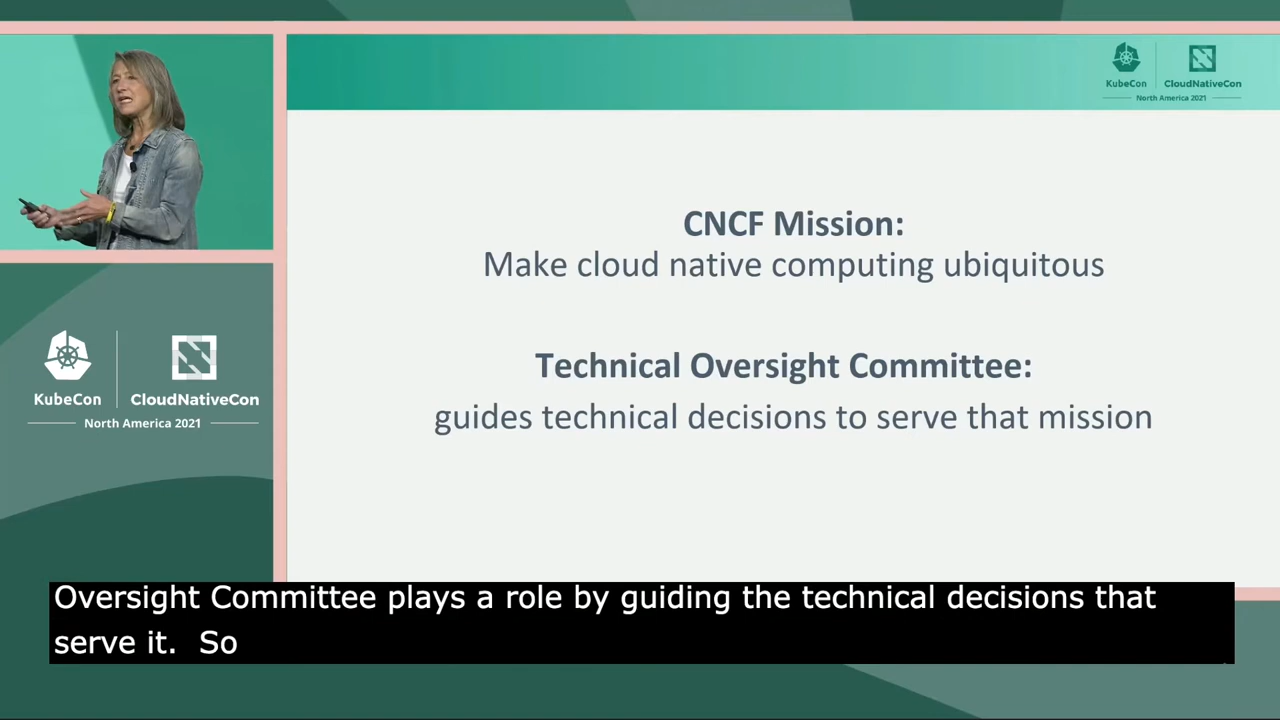 KubeCon
CloudNativeCon
North America 2021
CNCF Mission:
Make cloud native computing ubiquitous
Technical Oversight Committee:
guides technical decisions to serve that mission
KubeCon
CloudNativeCon
North America 2021
Oversight Committee plays a role by guiding the technical decisions that
serve it.  So